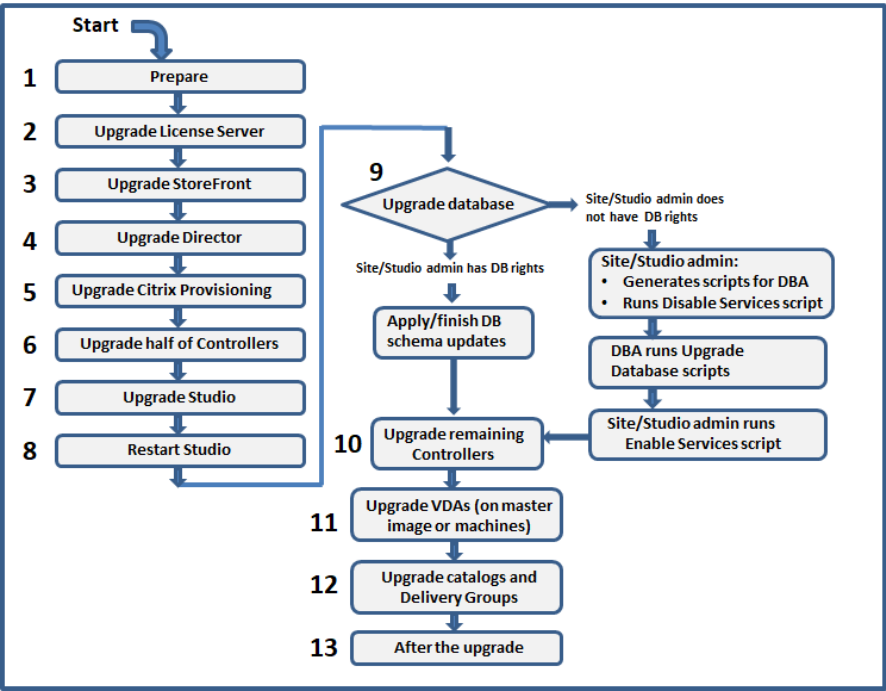 Start
1
Prepare
2
Upgrade License Server
3
Upgrade StoreFront
4
Upgrade Director
5
Upgrade Citrix Provisioning
6
Upgrade half of Controllers
7
Upgrade Studio
8
Restart Studio
9
Upgrade database
Site/Studio admin does
not have DB rights
Site/Studio admin has DB rights
Site/Studio admin:
• Generates scripts for DBA
• Runs Disable Services script
Apply/finish DB
schema updates
DBA runs Upgrade
Database scripts
Site/Studio admin runs
Enable Services script
10
Upgrade remaining
Controllers
11
Upgrade VDAs (on master
image or machines)
12
Upgrade catalogs and
Delivery Groups
13
After the upgrade